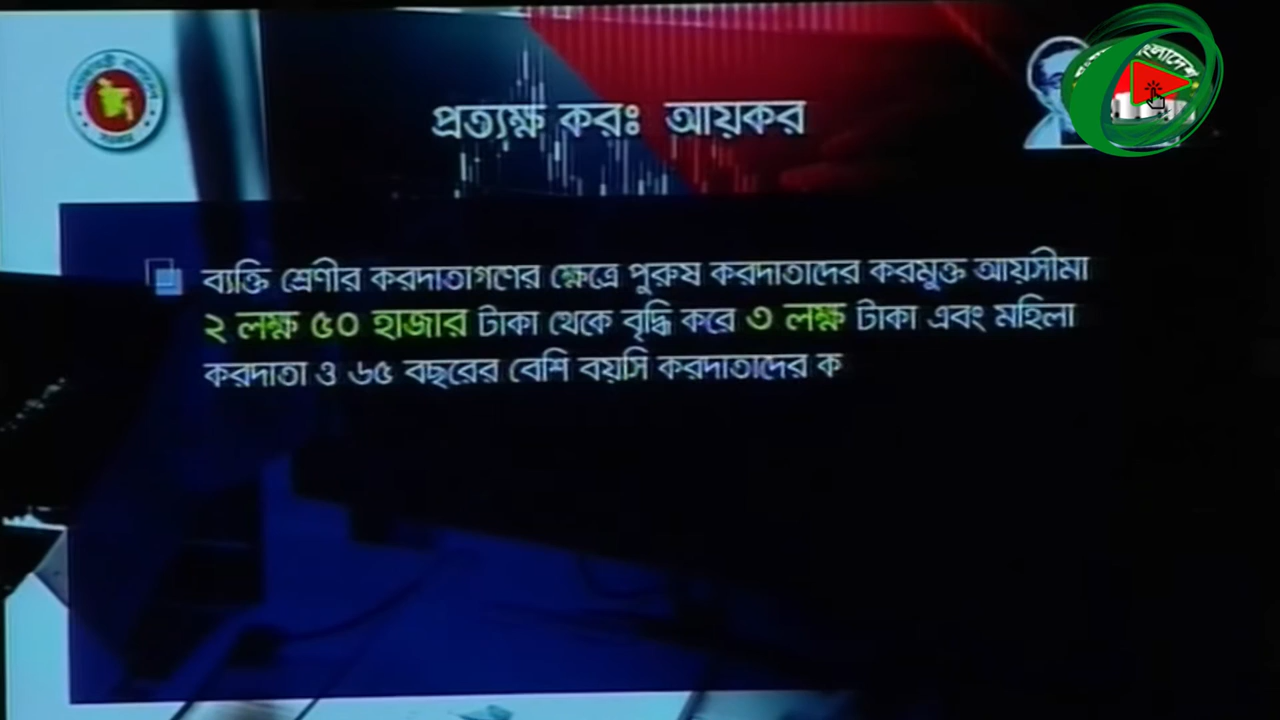 প্রত্যক্ষ করঃ আয়কর
ব্যক্তি শ্রেণীর করদাতাগণের ক্ষেত্রে পুরুষ করদাতাদের করমুক্ত আয়সীমা
২ লক্ষ ৫০ হাজার টাকা থেকে বৃদ্ধি করে ৩ লক্ষ টাকা এবং মহিলা
করদাতা ও ৬৫ বছরের বেশি বয়সি করদাতাদের ক